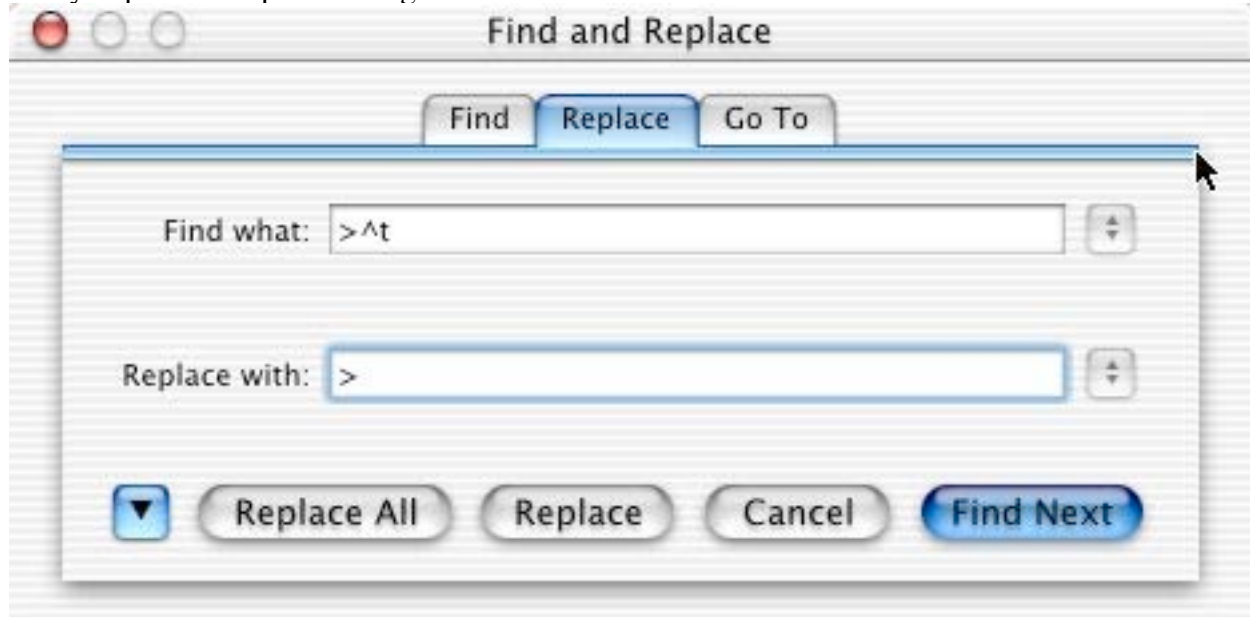 Find and Replace
Find Replace Go To
Find what: >^t
Replace with: >
Replace All Replace Cancel Find Next